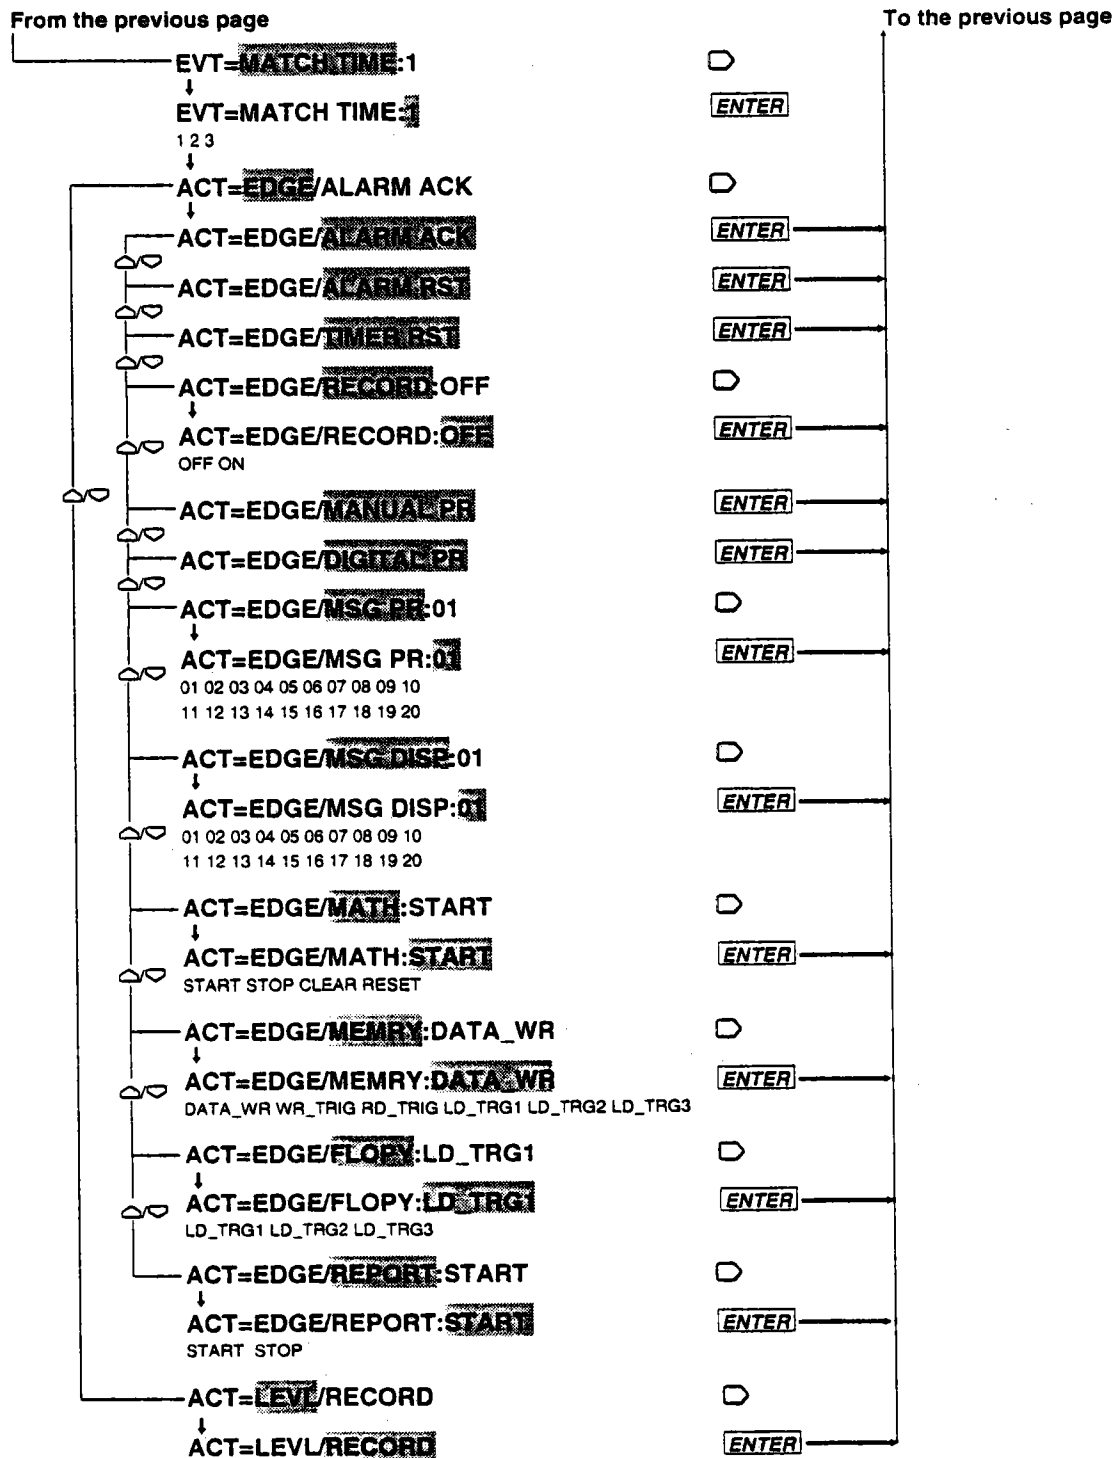 From the previous page
To the previous page
EVT=MATCH TIME:1
EVT=MATCH TIME:1
ENTER
1 2 3
ACT=EDGE/ALARM ACK
ACT=EDGE/ALARM ACK
ENTER
ACT=EDGE/ALARM RST
ENTER
ACT=EDGE/TIMER RST
ENTER
ACT=EDGE/RECORD:OFF
ACT=EDGE/RECORD:OFF
ENTER
OFF ON
ACT=EDGE/MANUAL PR
ENTER
ACT=EDGE/DIGITAL PR
ENTER
ACT=EDGE/MSG PR:01
ACT=EDGE/MSG PR:01
ENTER
01 02 03 04 05 06 07 08 09 10
11 12 13 14 15 16 17 18 19 20
ACT=EDGE/MSG DISP:01
ACT=EDGE/MSG DISP:01
ENTER
01 02 03 04 05 06 07 08 09 10
11 12 13 14 15 16 17 18 19 20
ACT=EDGE/MATH:START
ACT=EDGE/MATH:START
ENTER
START STOP CLEAR RESET
ACT=EDGE/MEMRY:DATA_WR
ACT=EDGE/MEMRY:DATA_WR
ENTER
DATA_WR WR_TRIG RD_TRIG LD_TRG1 LD_TRG2 LD_TRG3
ACT=EDGE/FLOPY:LD_TRG1
ACT=EDGE/FLOPY:LD_TRG1
ENTER
LD_TRG1 LD_TRG2 LD_TRG3
ACT=EDGE/REPORT:START
ACT=EDGE/REPORT:START
ENTER
START STOP
ACT=LEVL/RECORD
ACT=LEVL/RECORD
ENTER